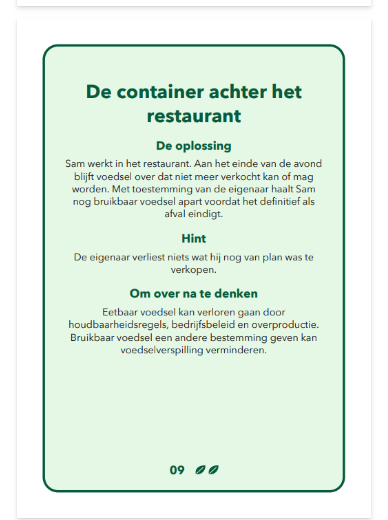 De container achter het
restaurant
De oplossing
Sam werkt in het restaurant. Aan het einde van de avond
blijft voedsel over dat niet meer verkocht kan of mag
worden. Met toestemming van de eigenaar haalt Sam
nog bruikbaar voedsel apart voordat het definitief als
afval eindigt.
Hint
De eigenaar verliest niets wat hij nog van plan was te
verkopen.
Om over na te denken
Eetbaar voedsel kan verloren gaan door
houdbaarheidsregels, bedrijfsbeleid en overproductie.
Bruikbaar voedsel een andere bestemming geven kan
voedselverspilling verminderen.
09